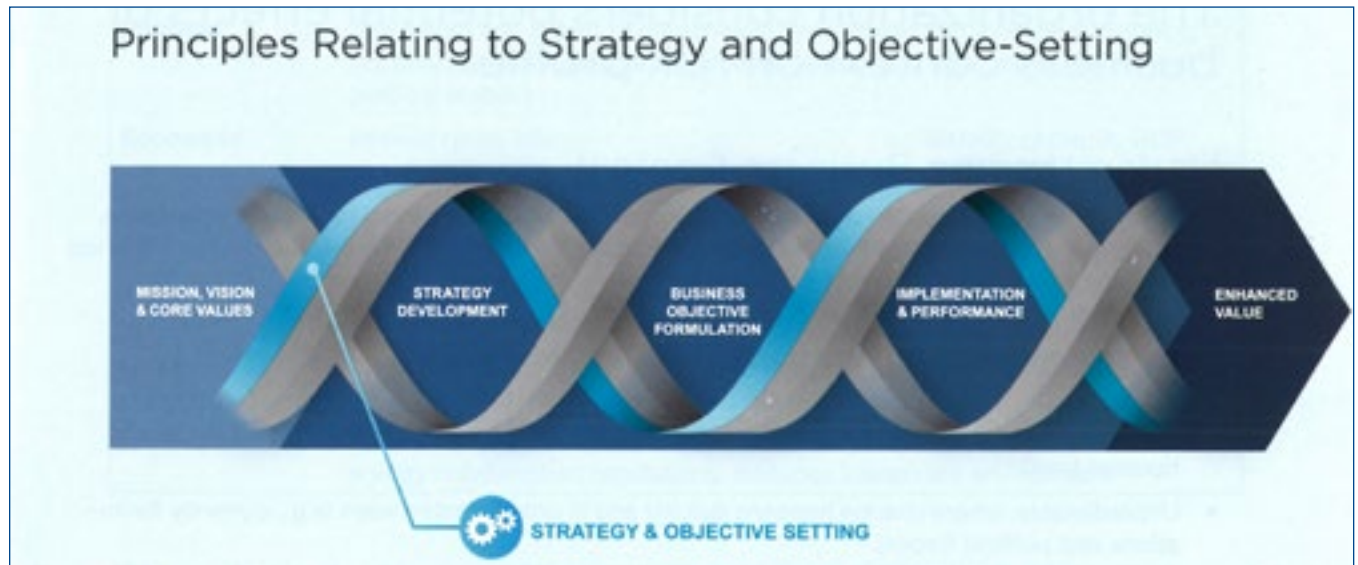 Principles Relating to Strategy and Objective-Setting
MISSION, VISION
& CORE VALUES
STRATEGY
DEVELOPMENT
BUSINESS
OBJECTIVE
FORMULATION
IMPLEMENTATION
& PERFORMANCE
ENHANCED
VALUE
STRATEGY & OBJECTIVE SETTING